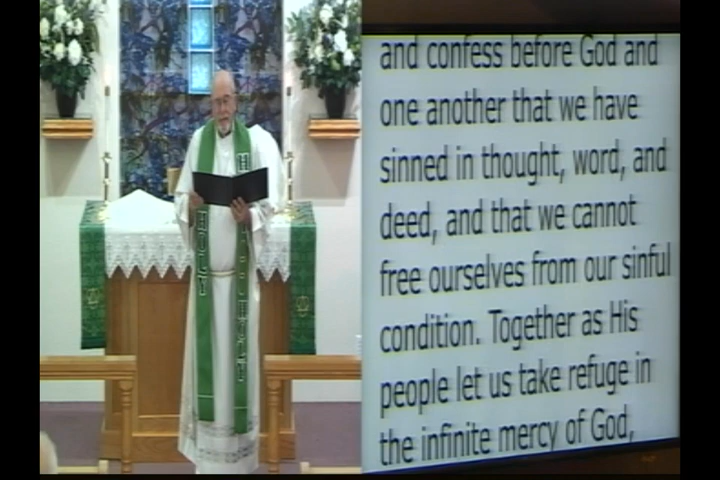 and confess before God and
one another that we have
sinned in thought, word, and
deed, and that we cannot
free ourselves from our sinful
condition. Together as His
people let us take refuge in
the infinite mercy of God,